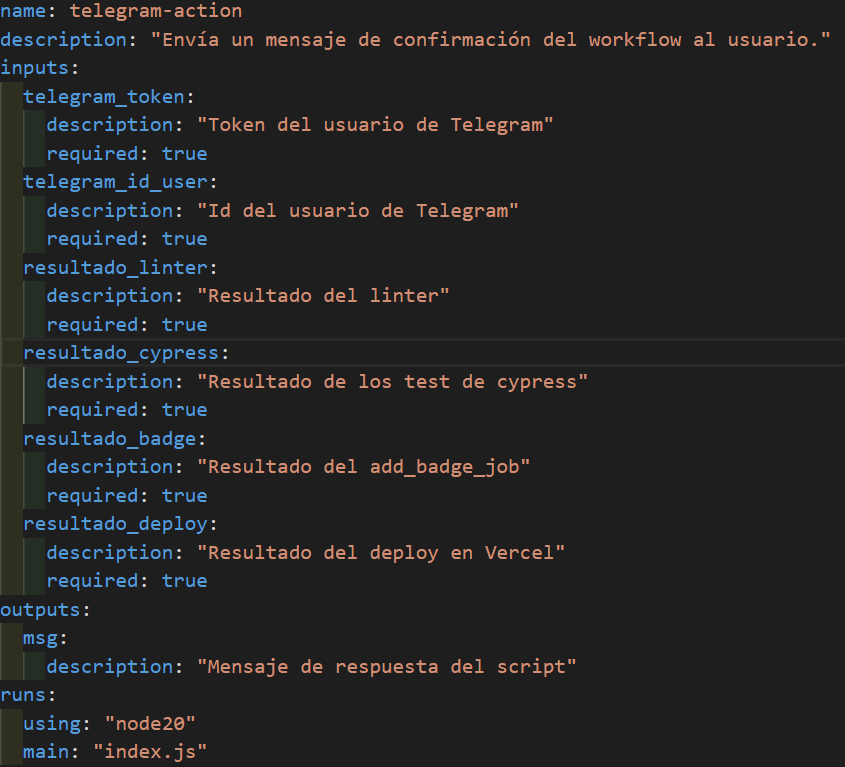 name: telegram-action
description: "Envía un mensaje de confirmación del workflow al usuario."
inputs:
  telegram_token:
    description: "Token del usuario de Telegram"
    required: true
  telegram_id_user:
    description: "Id del usuario de Telegram"
    required: true
  resultado_linter:
    description: "Resultado del linter"
    required: true
  resultado_cypress:
    description: "Resultado de los test de cypress"
    required: true
  resultado_badge:
    description: "Resultado del add_badge_job"
    required: true
  resultado_deploy:
    description: "Resultado del deploy en Vercel"
    required: true
outputs:
  msg:
    description: "Mensaje de respuesta del script"
runs:
  using: "node20"
  main: "index.js"